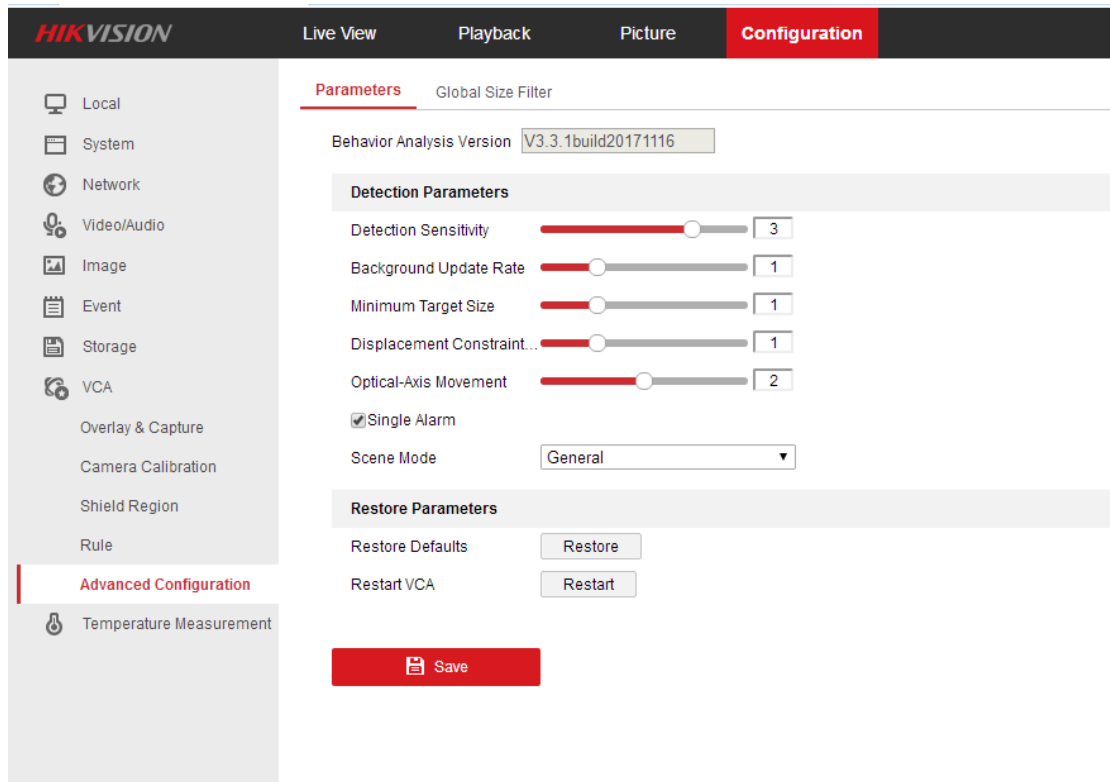 HIKVISION Live View Playback Picture Configuration
Local
System
Network
Video/Audio
Image
Event
Storage
VCA
Overlay & Capture
Camera Calibration
Shield Region
Rule
Advanced Configuration
Temperature Measurement
Parameters Global Size Filter
Behavior Analysis Version V3.3.1build20171116
Detection Parameters
Detection Sensitivity 3
Background Update Rate 1
Minimum Target Size 1
Displacement Constraint... 1
Optical-Axis Movement 2
Single Alarm
Scene Mode General
Restore Parameters
Restore Defaults Restore
Restart VCA Restart
Save